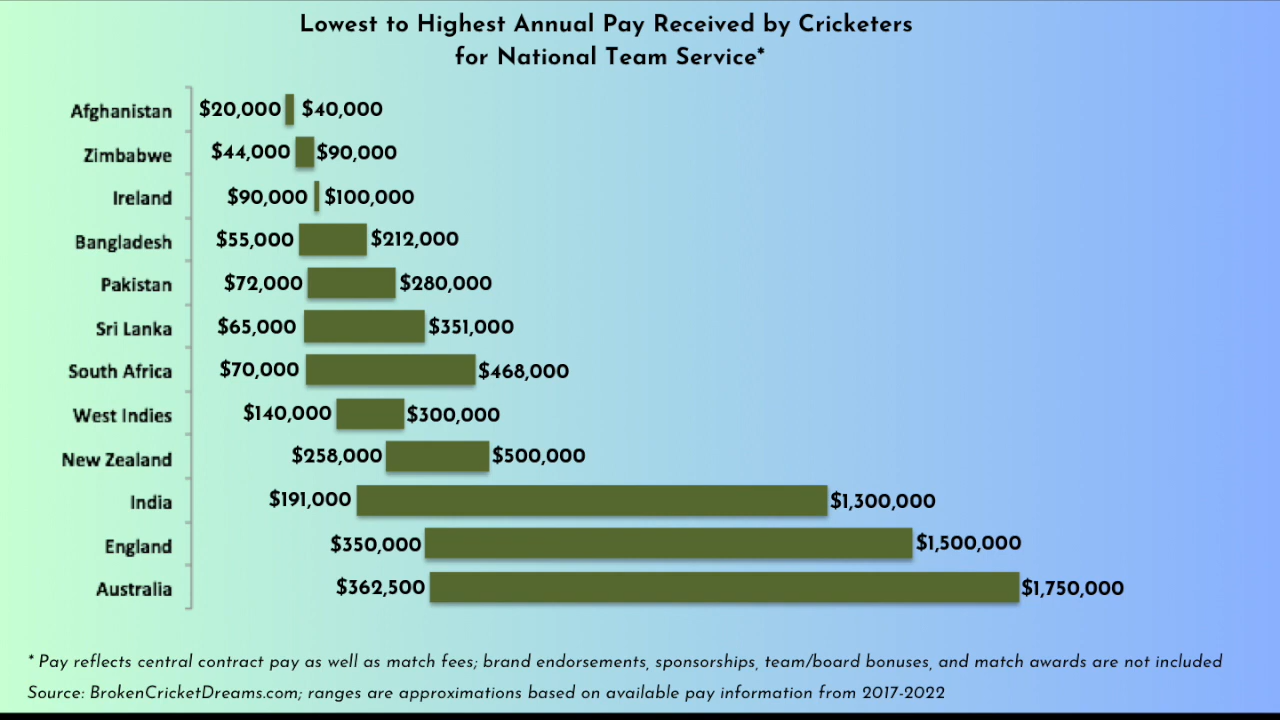 Lowest to Highest Annual Pay Received by Cricketers
for National Team Service*
Afghanistan $20,000 $40,000
Zimbabwe $44,000 $90,000
Ireland $90,000 $100,000
Bangladesh $55,000 $212,000
Pakistan $72,000 $280,000
Sri Lanka $65,000 $351,000
South Africa $70,000 $468,000
West Indies $140,000 $300,000
New Zealand $258,000 $500,000
India $191,000 $1,300,000
England $350,000 $1,500,000
Australia $362,500 $1,750,000
* Pay reflects central contract pay as well as match fees; brand endorsements, sponsorships, team/board bonuses, and match awards are not included
Source: BrokenCricketDreams.com; ranges are approximations based on available pay information from 2017-2022